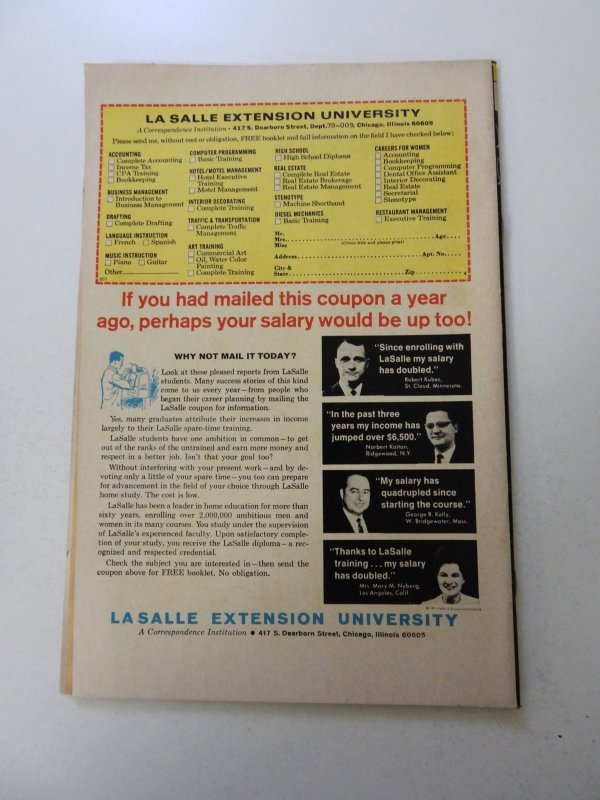 LA SALLE EXTENSION UNIVERSITY
A Correspondence Institution • 417 S. Dearborn Street, Dept. 78-009, Chicago, Illinois 60605
Please send me, without cost or obligation, FREE booklet and full information on the field I have checked below:
ACCOUNTING
Complete Accounting
Income Tax
CPA Training
Bookkeeping
BUSINESS MANAGEMENT
Introduction to
Business Management
DRAFTING
Complete Drafting
LANGUAGE INSTRUCTION
French Spanish
MUSIC INSTRUCTION
Piano Guitar
Other
COMPUTER PROGRAMMING
Basic Training
HOTEL/MOTEL MANAGEMENT
Hotel Executive
Training
Motel Management
INTERIOR DECORATING
Complete Training
TRAFFIC & TRANSPORTATION
Complete Traffic
Management
ART TRAINING
Commercial Art
Oil, Water Color
Painting
Complete Training
HIGH SCHOOL
High School Diploma
REAL ESTATE
Complete Real Estate
Real Estate Brokerage
Real Estate Management
STENOTYPE
Machine Shorthand
DIESEL MECHANICS
Basic Training
CAREERS FOR WOMEN
Accounting
Bookkeeping
Computer Programming
Dental Office Assistant
Interior Decorating
Real Estate
Secretarial
Stenotype
RESTAURANT MANAGEMENT
Executive Training
Mr.
Mrs. Age
Miss (Circle title and please print)
Address Apt. No.
City &
State Zip
If you had mailed this coupon a year
ago, perhaps your salary would be up too!
WHY NOT MAIL IT TODAY?
Look at these pleased reports from LaSalle
students. Many success stories of this kind
come to us every year—from people who
began their career planning by mailing the
LaSalle coupon for information.
Yes, many graduates attribute their increases in income
largely to their LaSalle spare-time training.
LaSalle students have one ambition in common—to get
out of the ranks of the untrained and earn more money and
respect in a better job. Isn't that your goal too?
Without interfering with your present work—and by de-
voting only a little of your spare time—you too can prepare
for advancement in the field of your choice through LaSalle
home study. The cost is low.
LaSalle has been a leader in home education for more than
sixty years, enrolling over 2,000,000 ambitious men and
women in its many courses. You study under the supervision
of LaSalle's experienced faculty. Upon satisfactory comple-
tion of your study, you receive the LaSalle diploma—a rec-
ognized and respected credential.
Check the subject you are interested in—then send the
coupon above for FREE booklet. No obligation.
"Since enrolling with
LaSalle my salary
has doubled."
Robert Kubec,
St. Cloud, Minnesota.
"In the past three
years my income has
jumped over $6,500."
Norbert Kaitan,
Ridgewood, N.Y.
"My salary has
quadrupled since
starting the course."
George R. Kelly,
W. Bridgewater, Mass.
"Thanks to LaSalle
training . . . my salary
has doubled."
Mrs. Mary M. Nyberg,
Los Angeles, Calif.
LA SALLE EXTENSION UNIVERSITY
A Correspondence Institution • 417 S. Dearborn Street, Chicago, Illinois 60605